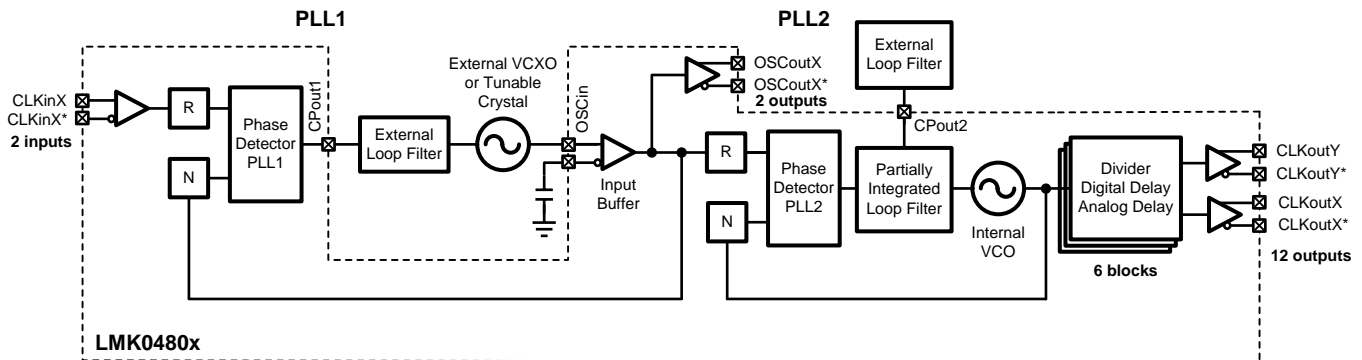 PLL1
PLL2
CLKinX
CLKinX*
2 inputs
R
N
Phase
Detector
PLL1
CPout1
External
Loop Filter
External VCXO
or Tunable
Crystal
OSCin
Input
Buffer
OSCoutX
OSCoutX*
2 outputs
R
N
Phase
Detector
PLL2
External
Loop Filter
CPout2
Partially
Integrated
Loop Filter
Internal
VCO
Divider
Digital Delay
Analog Delay
6 blocks
CLKoutY
CLKoutY*
CLKoutX
CLKoutX*
12 outputs
LMK0480x